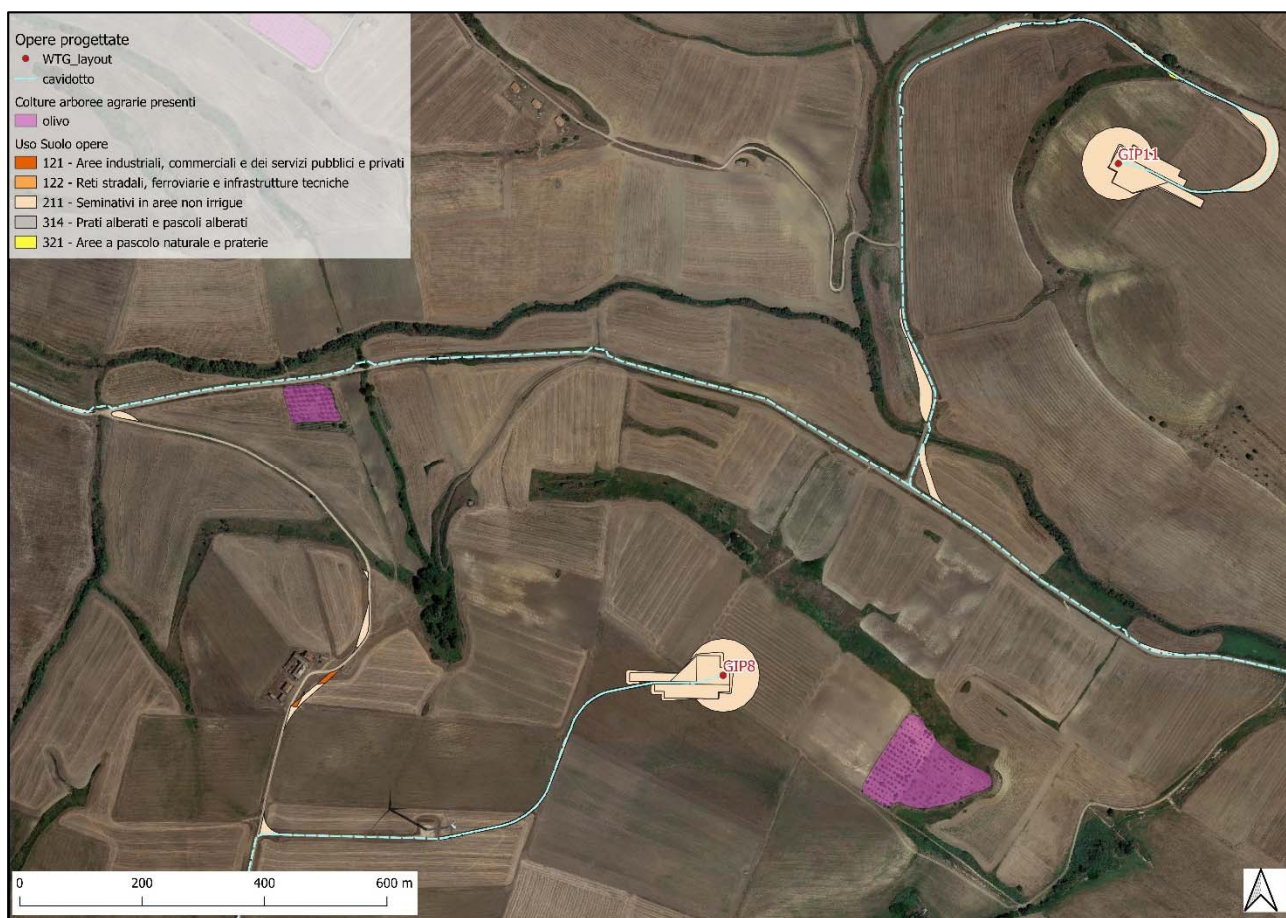 Opere progettate
WTG_layout
cavidotto
Colture arboree agrarie presenti
olivo
Uso Suolo opere
121 - Aree industriali, commerciali e dei servizi pubblici e privati
122 - Reti stradali, ferroviarie e infrastrutture tecniche
211 - Seminativi in aree non irrigue
314 - Prati alberati e pascoli alberati
321 - Aree a pascolo naturale e praterie
GIP11
GIP8
0 200 400 600 m